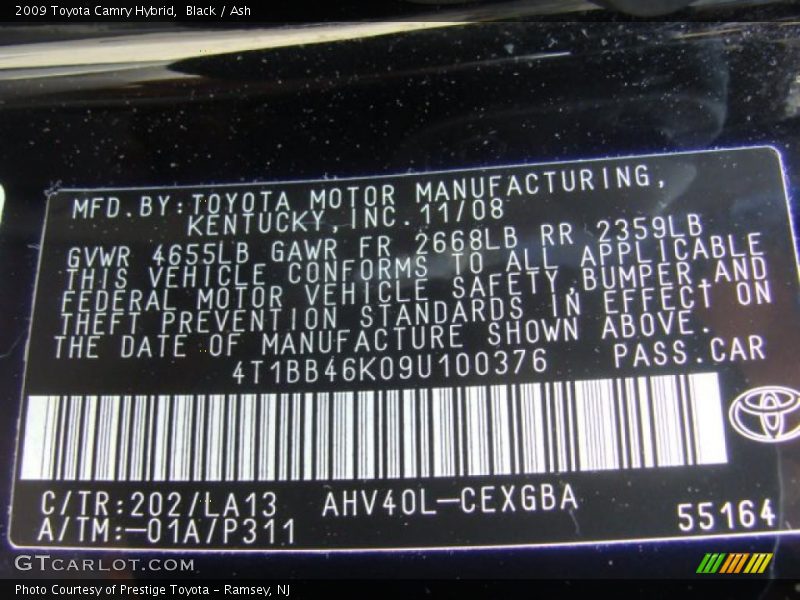 2009 Toyota Camry Hybrid, Black / Ash
MFD.BY:TOYOTA MOTOR MANUFACTURING,
KENTUCKY,INC.11/08
GVWR 4655LB GAWR FR 2668LB RR 2359LB
THIS VEHICLE CONFORMS TO ALL APPLICABLE
FEDERAL MOTOR VEHICLE SAFETY,BUMPER,AND
THEFT PREVENTION STANDARDS IN EFFECT ON
THE DATE OF MANUFACTURE SHOWN ABOVE.
4T1BB46K09U100376 PASS.CAR
C/TR:202/LA13 AHV40L-CEXGBA
A/TM:-01A/P311 55164
GTCarlot.com
Photo Courtesy of Prestige Toyota - Ramsey, NJ